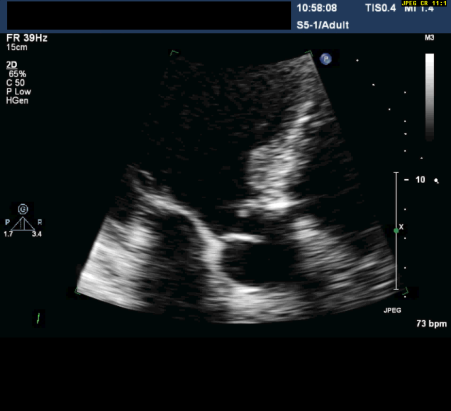 JPEG CR 11:1
10:58:08 TIS0.4 MI 1.4
S5-1/Adult
FR 39Hz
15cm
M3
2D
65%
C 50
P Low
HGen
10
G
P R
1.7 3.4
X
JPEG
73 bpm